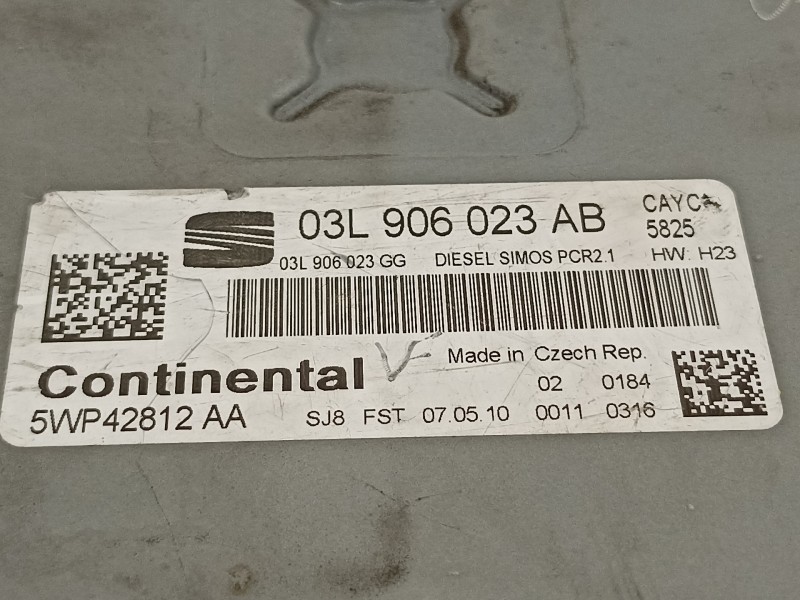 03L 906 023 AB
CAYC
5825
03L 906 023 GG DIESEL SIMOS PCR2.1 HW: H23
Continental
Made in Czech Rep.
02 0184
5WP42812 AA SJ8 FST 07.05.10 0011 0316